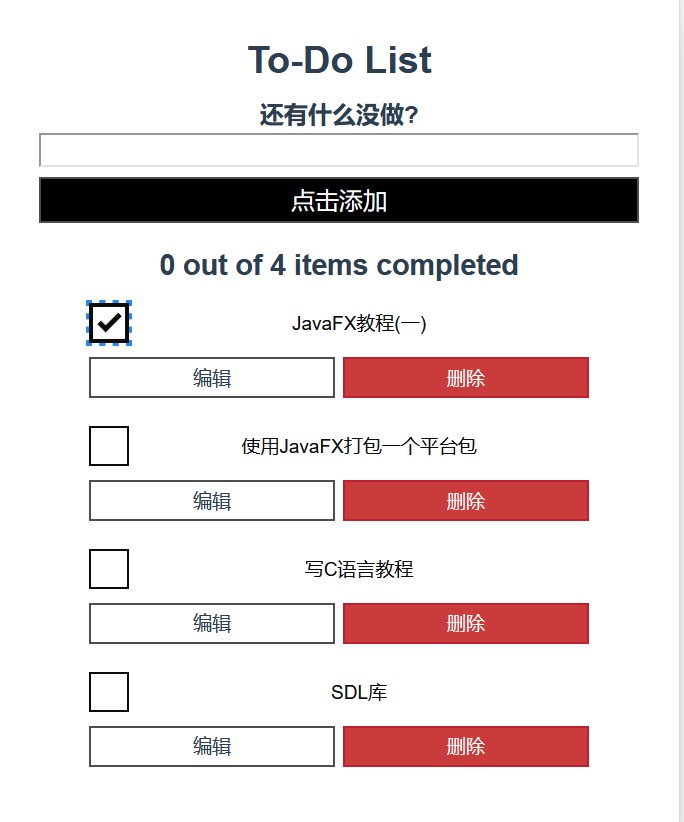 To-Do List
还有什么没做?
点击添加
0 out of 4 items completed
JavaFX教程(一)
编辑 删除
使用JavaFX打包一个平台包
编辑 删除
写C语言教程
编辑 删除
SDL库
编辑 删除